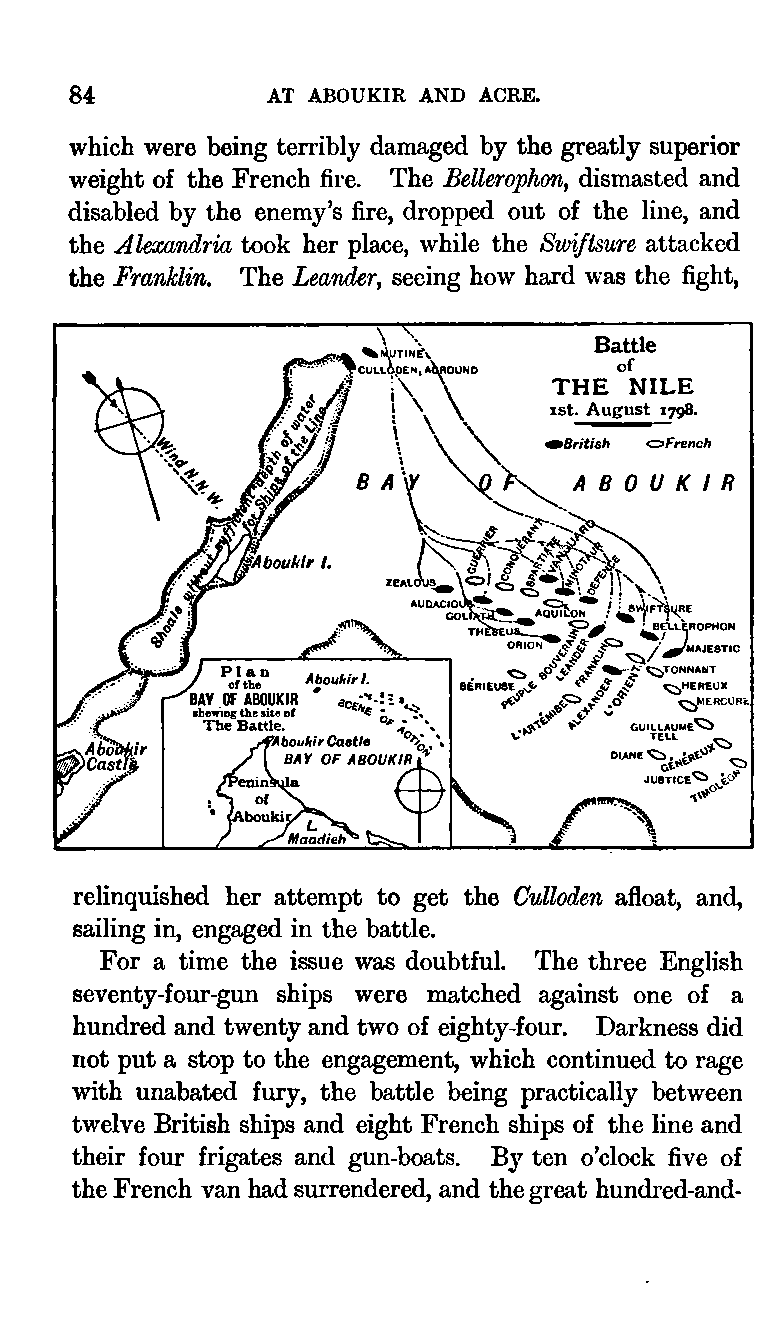 84 AT ABOUKIR AND ACRE.
which were being terribly damaged by the greatly superior
weight of the French fire. The Bellerophon, dismasted and
disabled by the enemy's fire, dropped out of the line, and
the Alexandria took her place, while the Swiftsure attacked
the Franklin. The Leander, seeing how hard was the fight,
Battle
of
THE NILE
1st. August 1798.
British French
MUTINE
CULLODEN, AGROUND
Wind N.N.W.
Shoals without sufficient depth of water
for Ships of the Line
BAY OF ABOUKIR
Aboukir I.
GUERRIER
CONQUÉRANT
SPARTIATE
VANGUARD
MINOTAUR
DEFENCE
ZEALOUS
AUDACIOUS
GOLIATH
THESEUS
ORION
AQUILON
SWIFTSURE
BELLEROPHON
MAJESTIC
SÉRIEUSE
PEUPLE SOUVERAIN
LEANDER
FRANKLIN
L'ARTÉMISE
ALEXANDER
L'ORIENT
TONNANT
HEREUX
MERCURE
GUILLAUME
TELL
DIANE
GÉNÉREUX
JUSTICE
TIMOLÉON
Aboukir
Castle
Plan
of the
BAY OF ABOUKIR
shewing the site of
The Battle.
Aboukir I.
SCENE OF ACTION
Aboukir Castle
BAY OF ABOUKIR
Peninsula
of
Aboukir
L.
Maadieh
relinquished her attempt to get the Culloden afloat, and,
sailing in, engaged in the battle.
For a time the issue was doubtful. The three English
seventy-four-gun ships were matched against one of a
hundred and twenty and two of eighty-four. Darkness did
not put a stop to the engagement, which continued to rage
with unabated fury, the battle being practically between
twelve British ships and eight French ships of the line and
their four frigates and gun-boats. By ten o'clock five of
the French van had surrendered, and the great hundred-and-